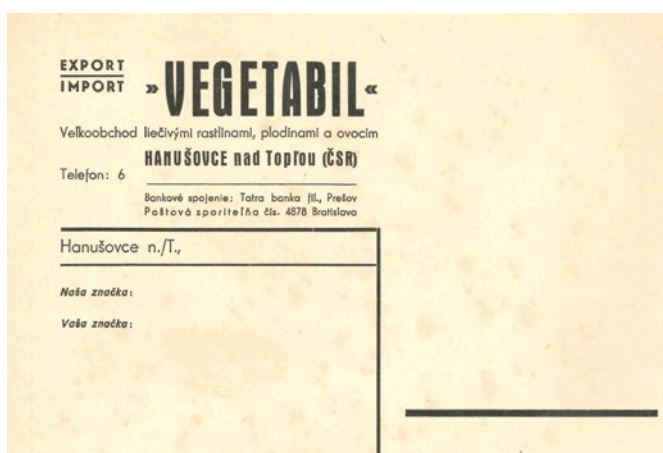 EXPORT
IMPORT
» VEGETABIL «
Veľkoobchod liečivými rastlinami, plodinami a ovocím
HANUŠOVCE nad Topľou (ČSR)
Telefon: 6
Bankové spojenie: Tatra banka fil., Prešov
Poštová sporiteľňa čís. 4878 Bratislava
Hanušovce n./T.,
Naša značka:
Vaša značka: